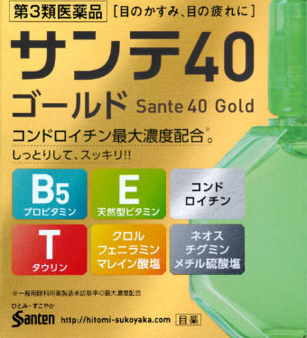 第3類医薬品 [目のかすみ、目の疲れに]
サンテ40
ゴールド Sante 40 Gold
コンドロイチン最大濃度配合※。
しっとりして、スッキリ!!
B5
プロビタミン
E
天然型ビタミン
コンド
ロイチン
T
タウリン
クロル
フェニラミン
マレイン酸塩
ネオス
チグミン
メチル硫酸塩
※一般用眼科用薬製造承認基準の最大濃度配合
ひとみ・すこやか
Santen http://hitomi-sukoyaka.com 目薬